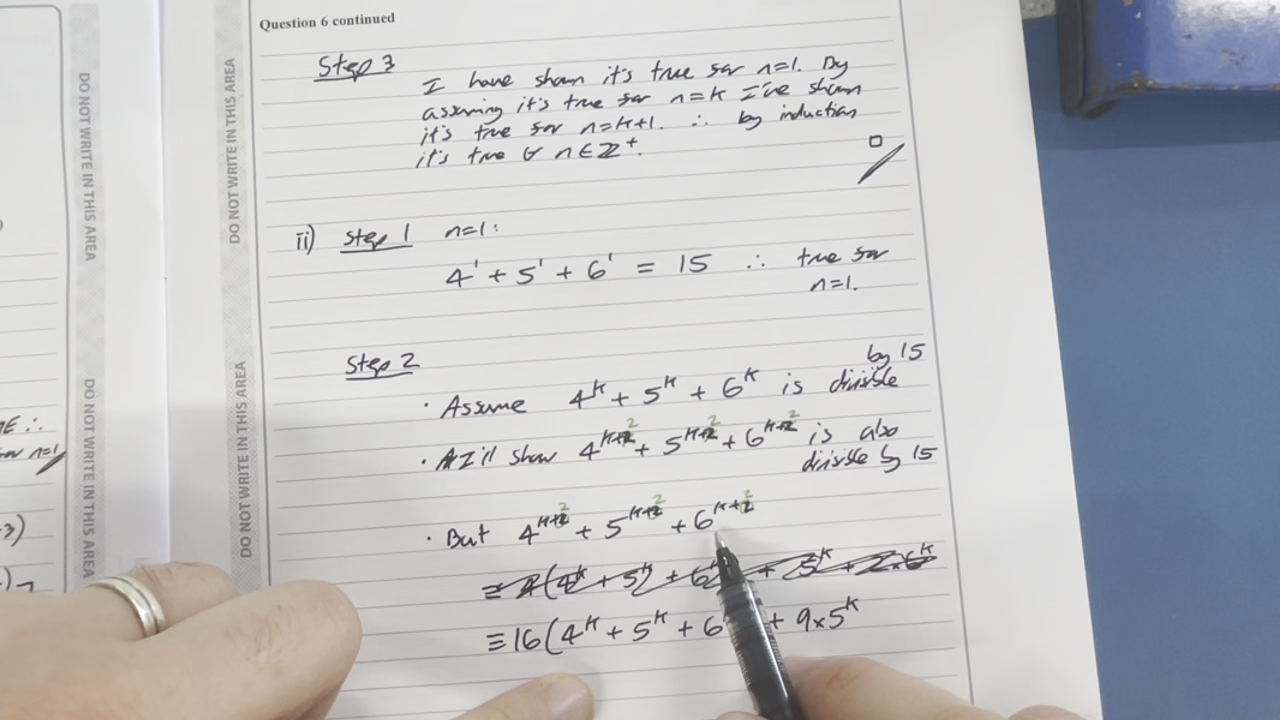 Question 6 continued
Step 3
I have shown it's true for n=1. By
assuming it's true for n=k I've shown
it's true for n=k+1. ∴ by induction
it's true ∀ n∈ℤ⁺.
ii) Step 1 n=1:
4¹ + 5¹ + 6¹ = 15 ∴ true for
n=1.
Step 2
by 15
· Assume 4ᵏ + 5ᵏ + 6ᵏ is divisible
· I'll show 4ᵏ⁺² + 5ᵏ⁺² + 6ᵏ⁺² is also
divisible by 15
· But 4ᵏ⁺² + 5ᵏ⁺² + 6ᵏ⁺²
≡ 16(4ᵏ + 5ᵏ + 6 + 9×5ᵏ
DO NOT WRITE IN THIS AREA
DO NOT WRITE IN THIS AREA
DO NOT WRITE IN THIS AREA
DO NOT WRITE IN THIS AREA